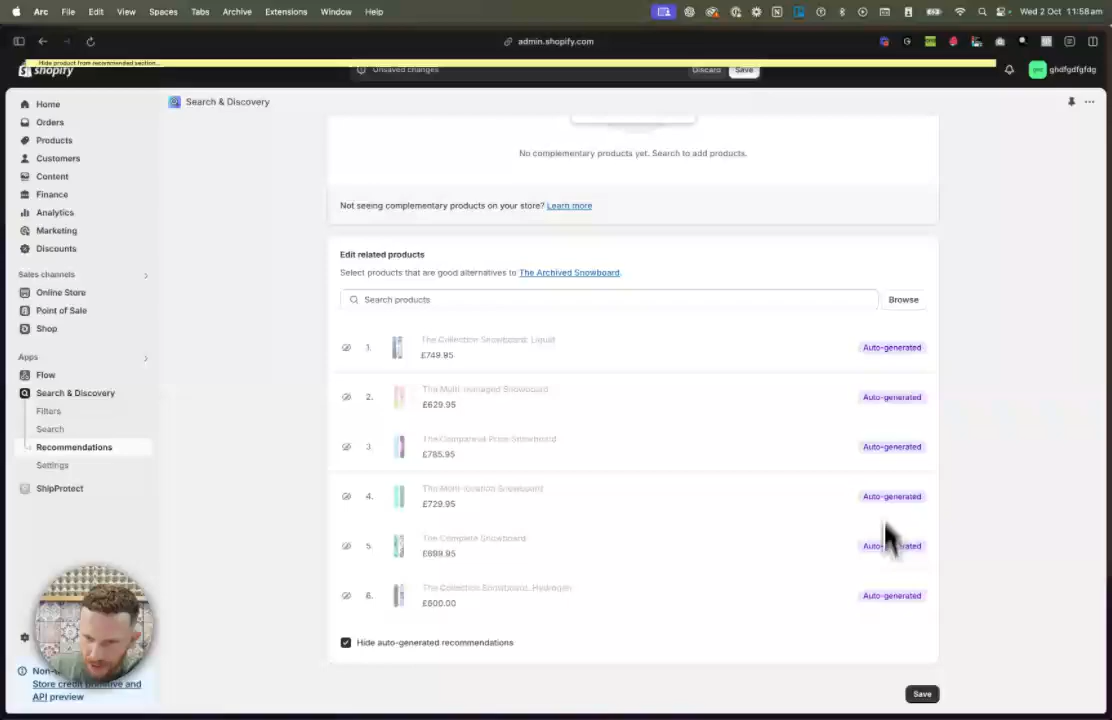 Arc File Edit View Spaces Tabs Archive Extensions Window Help Wed 2 Oct 11:58am
admin.shopify.com
Hide product from recommended section...
shopify Unsaved changes Discard Save ghdfgdfgfdg
Home
Orders
Products
Customers
Content
Finance
Analytics
Marketing
Discounts
Sales channels
Online Store
Point of Sale
Shop
Apps
Flow
Search & Discovery
Filters
Search
Recommendations
Settings
ShipProtect
Non-
Store credit primitive and
API preview
Search & Discovery
No complementary products yet. Search to add products.
Not seeing complementary products on your store? Learn more
Edit related products
Select products that are good alternatives to The Archived Snowboard.
Search products Browse
1. The Collection Snowboard: Liquid Auto-generated
£749.95
2. The Multi-managed Snowboard Auto-generated
£629.95
3. The Compare at Price Snowboard Auto-generated
£785.95
4. The Multi-location Snowboard Auto-generated
£729.95
5. The Complete Snowboard Auto-generated
£699.95
6. The Collection Snowboard: Hydrogen Auto-generated
£600.00
Hide auto-generated recommendations
Save